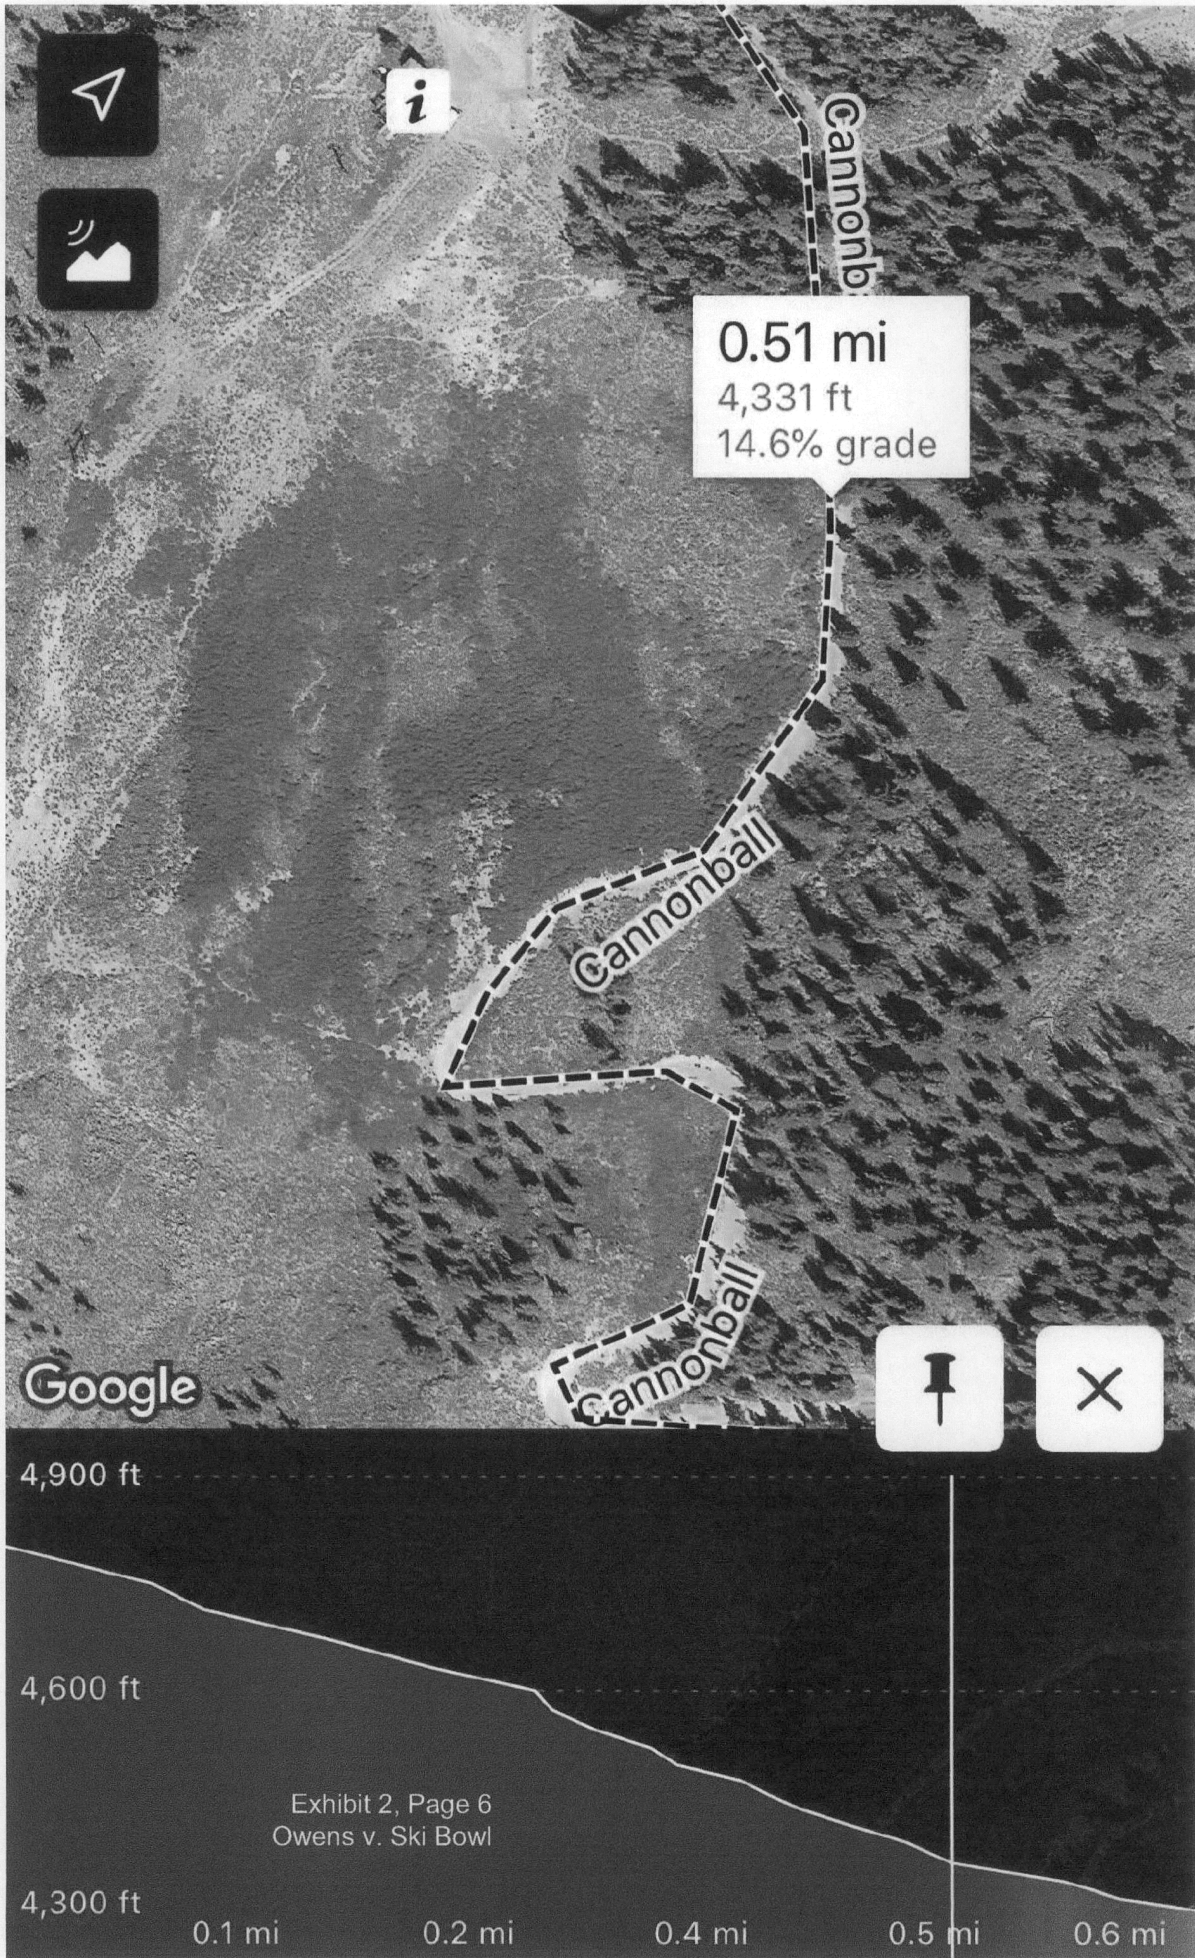 i
Cannonb
0.51 mi
4,331 ft
14.6% grade
Cannonball
Cannonball
Google
4,900 ft
4,600 ft
Exhibit 2, Page 6
Owens v. Ski Bowl
4,300 ft
0.1 mi
0.2 mi
0.4 mi
0.5 mi
0.6 mi